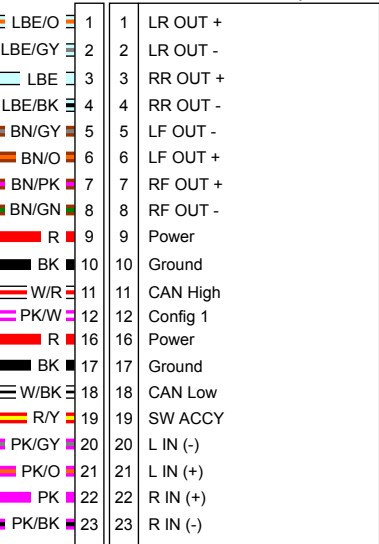 LBE/O 1 1 LR OUT +
LBE/GY 2 2 LR OUT -
LBE 3 3 RR OUT +
LBE/BK 4 4 RR OUT -
BN/GY 5 5 LF OUT -
BN/O 6 6 LF OUT +
BN/PK 7 7 RF OUT +
BN/GN 8 8 RF OUT -
R 9 9 Power
BK 10 10 Ground
W/R 11 11 CAN High
PK/W 12 12 Config 1
R 16 16 Power
BK 17 17 Ground
W/BK 18 18 CAN Low
R/Y 19 19 SW ACCY
PK/GY 20 20 L IN (-)
PK/O 21 21 L IN (+)
PK 22 22 R IN (+)
PK/BK 23 23 R IN (-)